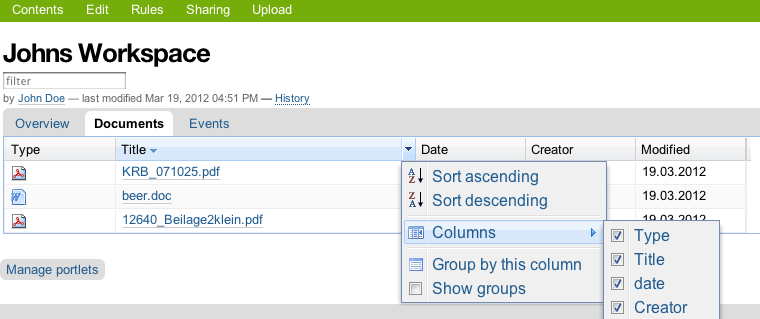 Contents Edit Rules Sharing Upload
Johns Workspace
filter
by John Doe — last modified Mar 19, 2012 04:51 PM — History
Overview Documents Events
Type Title Date Creator Modified
KRB_071025.pdf 19.03.2012
beer.doc 19.03.2012
12640_Beilage2klein.pdf 19.03.2012
Sort ascending
Sort descending
Columns
Group by this column
Show groups
Type
Title
date
Creator
Manage portlets